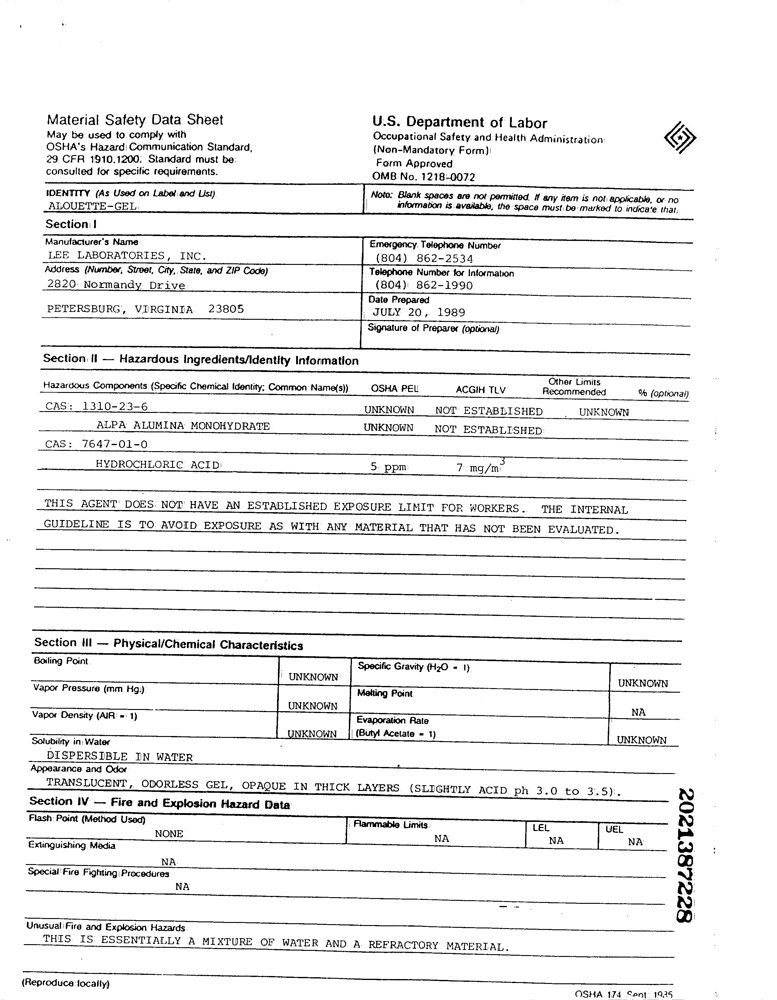 Material Safety Data Sheet
May be used to comply with
OSHA's Hazard Communication Standard,
29 CFR 1910.1200. Standard must be
consulted for specific requirements.
U.S. Department of Labor
Occupational Safety and Health Administration
(Non-Mandatory Form)
Form Approved
OMB No. 1218-0072
IDENTITY (As Used on Label and List)
ALOUETTE-GEL
Note: Blank spaces are not permitted. If any item is not applicable, or no
information is available, the space must be marked to indicate that.
Section I
Manufacturer's Name
LEE LABORATORIES, INC.
Emergency Telephone Number
(804) 862-2534
Address (Number, Street, City, State, and ZIP Code)
2820 Normandy Drive
Telephone Number for Information
(804) 862-1990
PETERSBURG, VIRGINIA 23805
Date Prepared
JULY 20, 1989
Signature of Preparer (optional)
Section II — Hazardous Ingredients/Identity Information
Hazardous Components (Specific Chemical Identity; Common Name(s)) OSHA PEL ACGIH TLV Other Limits Recommended % (optional)
CAS: 1310-23-6 UNKNOWN NOT ESTABLISHED UNKNOWN
ALPA ALUMINA MONOHYDRATE UNKNOWN NOT ESTABLISHED
CAS: 7647-01-0
HYDROCHLORIC ACID 5 ppm 7 mg/m3
THIS AGENT DOES NOT HAVE AN ESTABLISHED EXPOSURE LIMIT FOR WORKERS. THE INTERNAL
GUIDELINE IS TO AVOID EXPOSURE AS WITH ANY MATERIAL THAT HAS NOT BEEN EVALUATED.
Section III — Physical/Chemical Characteristics
Boiling Point UNKNOWN
Specific Gravity (H2O = 1) UNKNOWN
Vapor Pressure (mm Hg.) UNKNOWN
Melting Point NA
Vapor Density (AIR = 1) UNKNOWN
Evaporation Rate
(Butyl Acetate = 1) UNKNOWN
Solubility in Water
DISPERSIBLE IN WATER
Appearance and Odor
TRANSLUCENT, ODORLESS GEL, OPAQUE IN THICK LAYERS (SLIGHTLY ACID ph 3.0 to 3.5).
Section IV — Fire and Explosion Hazard Data
Flash Point (Method Used) NONE
Flammable Limits NA
LEL NA
UEL NA
Extinguishing Media
NA
Special Fire Fighting Procedures
NA
Unusual Fire and Explosion Hazards
THIS IS ESSENTIALLY A MIXTURE OF WATER AND A REFRACTORY MATERIAL.
(Reproduce locally)
OSHA 174 Sept. 1985
2021387228